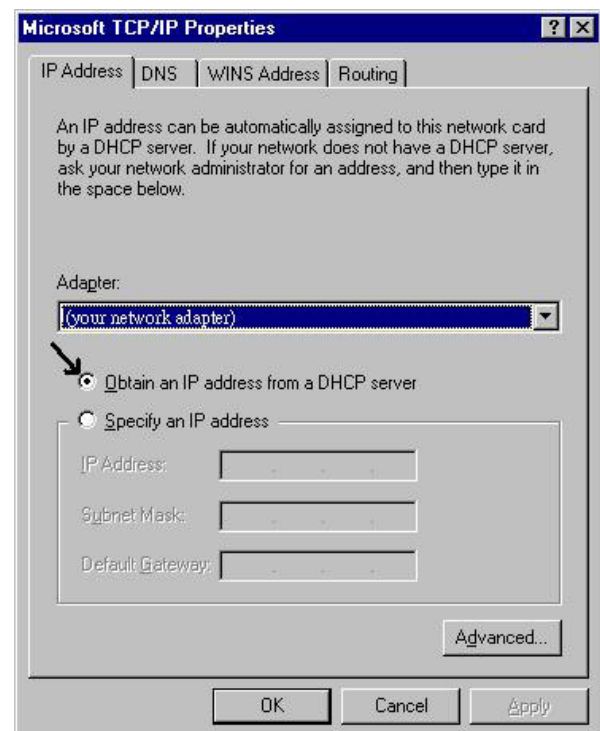 Microsoft TCP/IP Properties
IP Address DNS WINS Address Routing
An IP address can be automatically assigned to this network card
by a DHCP server. If your network does not have a DHCP server,
ask your network administrator for an address, and then type it in
the space below.
Adapter:
(your network adapter)
Obtain an IP address from a DHCP server
Specify an IP address
IP Address:
Subnet Mask:
Default Gateway:
Advanced...
OK Cancel Apply